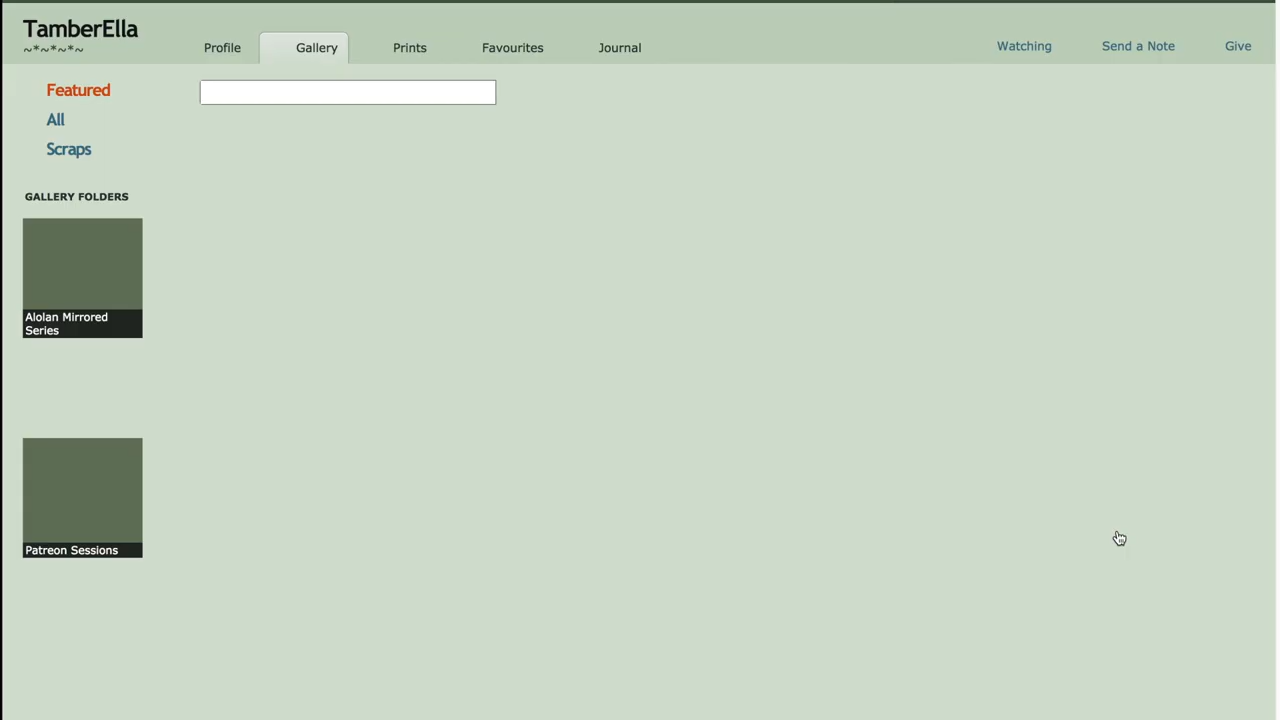 TamberElla
~*~*~*~
Profile
Gallery
Prints
Favourites
Journal
Watching
Send a Note
Give
Featured
All
Scraps
GALLERY FOLDERS
Alolan Mirrored
Series
Patreon Sessions